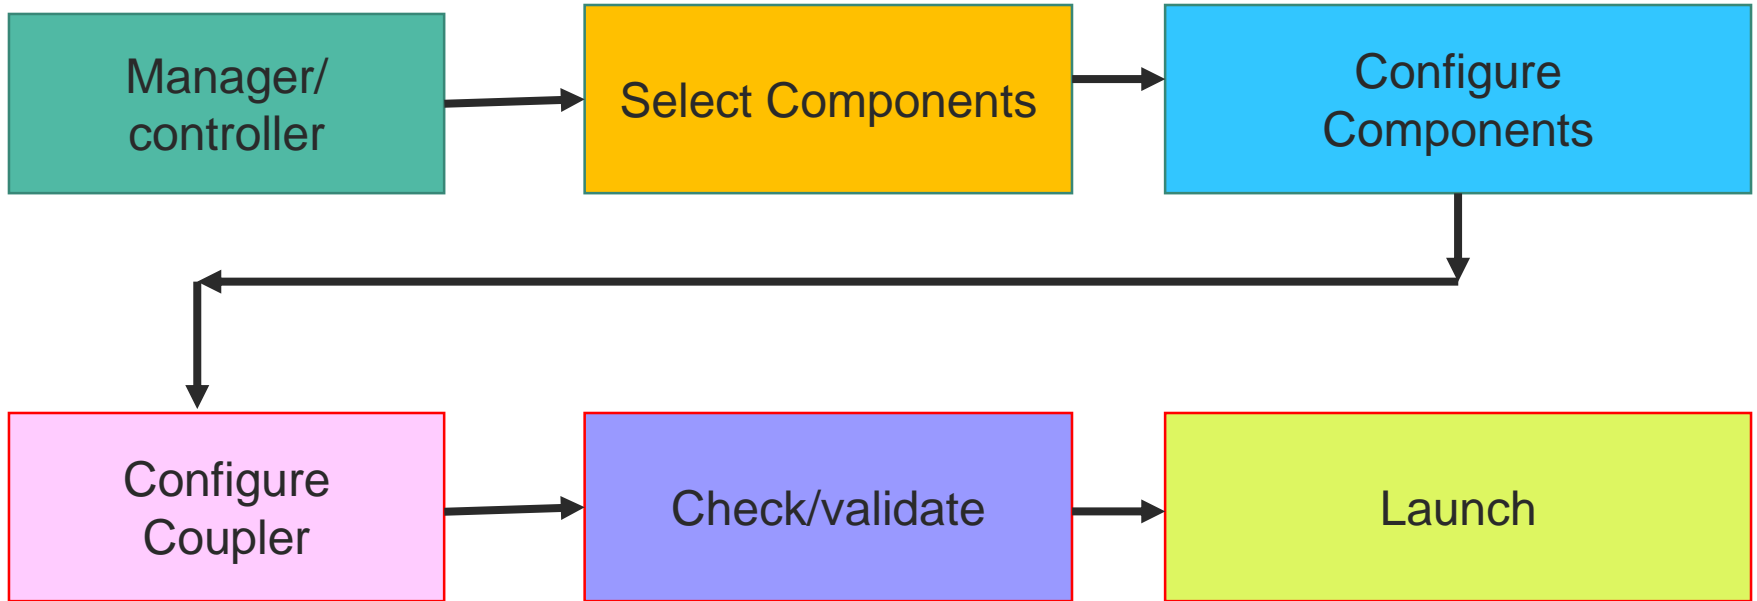 Manager/
controller
Select Components
Configure
Components
Configure
Coupler
Check/validate
Launch